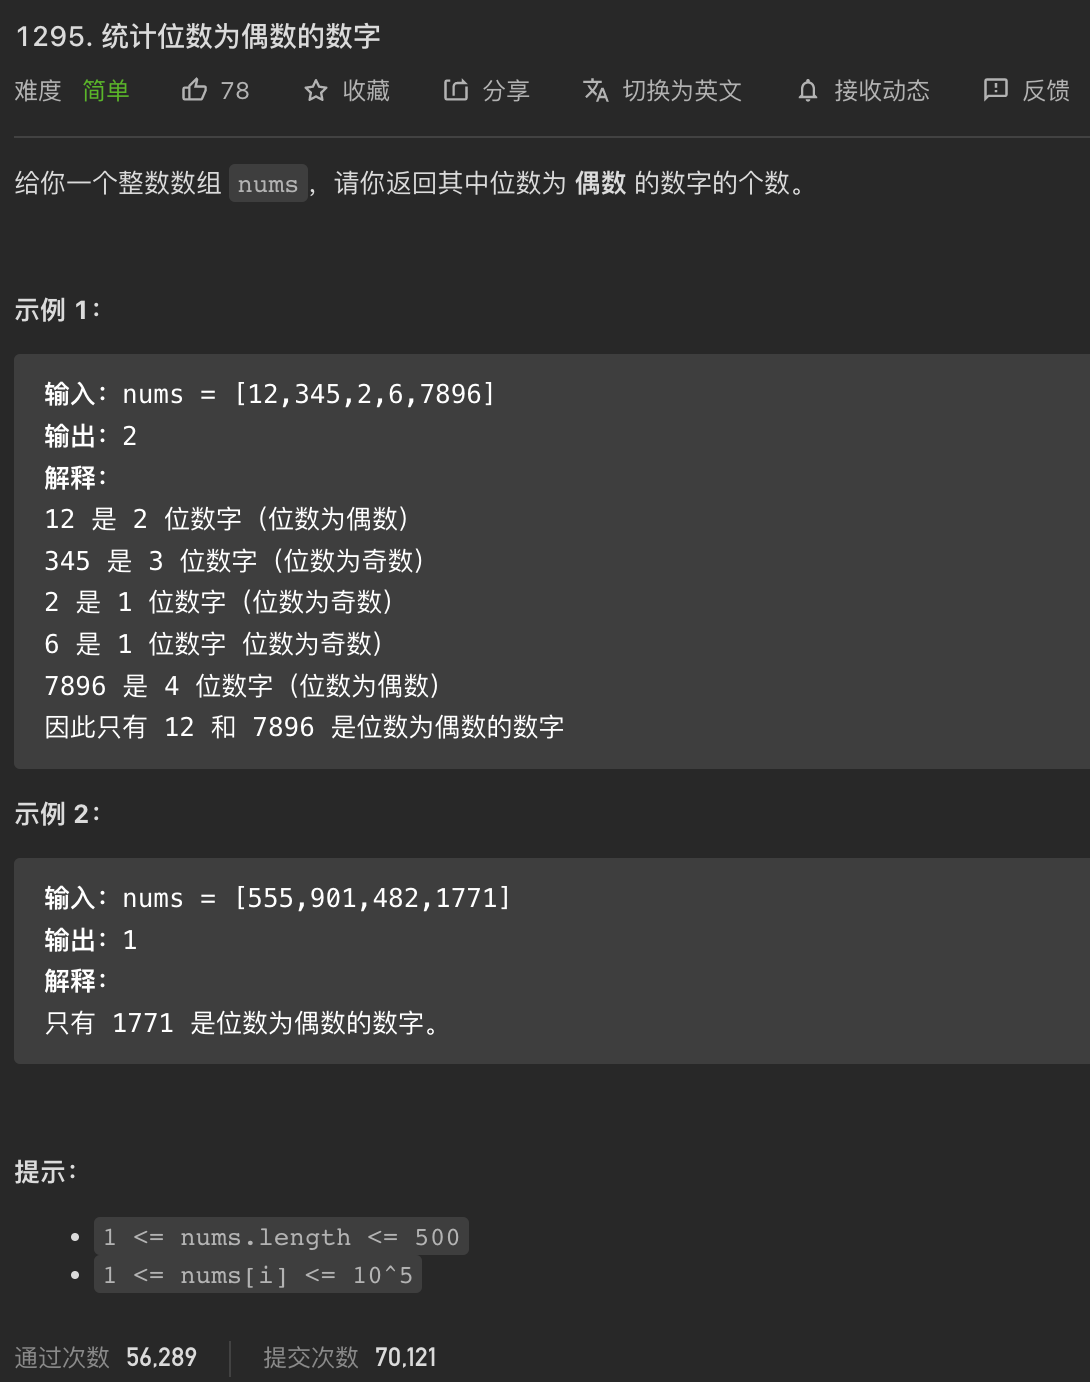 1295. 统计位数为偶数的数字
难度 简单 78 收藏 分享 切换为英文 接收动态 反馈
给你一个整数数组 nums，请你返回其中位数为 偶数 的数字的个数。
示例 1：
输入：nums = [12,345,2,6,7896]
输出：2
解释：
12 是 2 位数字（位数为偶数）
345 是 3 位数字（位数为奇数）
2 是 1 位数字（位数为奇数）
6 是 1 位数字 位数为奇数）
7896 是 4 位数字（位数为偶数）
因此只有 12 和 7896 是位数为偶数的数字
示例 2：
输入：nums = [555,901,482,1771]
输出：1
解释：
只有 1771 是位数为偶数的数字。
提示：
1 <= nums.length <= 500
1 <= nums[i] <= 10^5
通过次数 56,289 提交次数 70,121